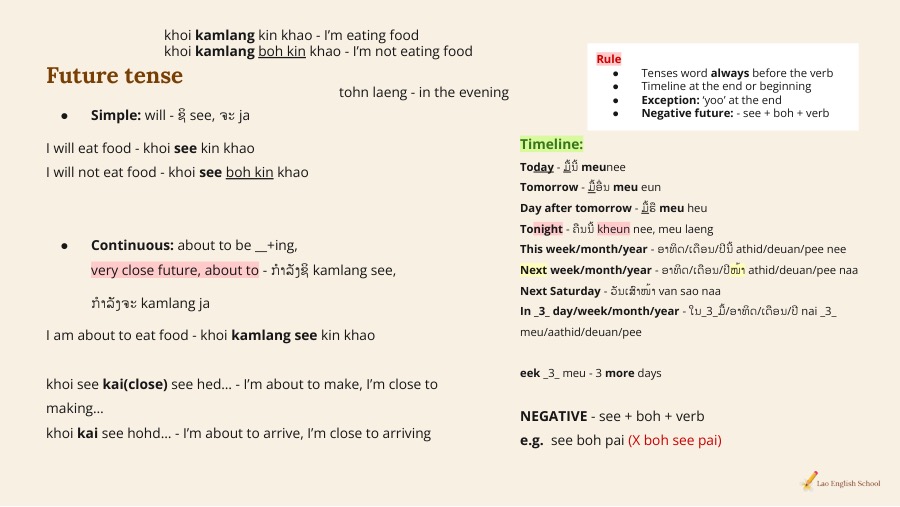 khoi kamlang kin khao - I'm eating food
khoi kamlang boh kin khao - I'm not eating food
Future tense
tohn laeng - in the evening
● Simple: will - ຊິ see, ຈະ ja
I will eat food - khoi see kin khao
I will not eat food - khoi see boh kin khao
● Continuous: about to be __+ing,
very close future, about to - ກຳລັງຊິ kamlang see,
ກຳລັງຈະ kamlang ja
I am about to eat food - khoi kamlang see kin khao
khoi see kai(close) see hed... - I'm about to make, I'm close to
making...
khoi kai see hohd... - I'm about to arrive, I'm close to arriving
Rule
● Tenses word always before the verb
● Timeline at the end or beginning
● Exception: 'yoo' at the end
● Negative future: - see + boh + verb
Timeline:
Today - ມື້ນີ້ meunee
Tomorrow - ມື້ອື່ນ meu eun
Day after tomorrow - ມື້ຮື meu heu
Tonight - ຄືນນີ້ kheun nee, meu laeng
This week/month/year - ອາທິດ/ເດືອນ/ປີນີ້ athid/deuan/pee nee
Next week/month/year - ອາທິດ/ເດືອນ/ປີໜ້າ athid/deuan/pee naa
Next Saturday - ວັນເສົາໜ້າ van sao naa
In _3_ day/week/month/year - ໃນ_3_ມື້/ອາທິດ/ເດືອນ/ປີ nai _3_
meu/aathid/deuan/pee
eek _3_ meu - 3 more days
NEGATIVE - see + boh + verb
e.g. see boh pai (X boh see pai)
Lao English School